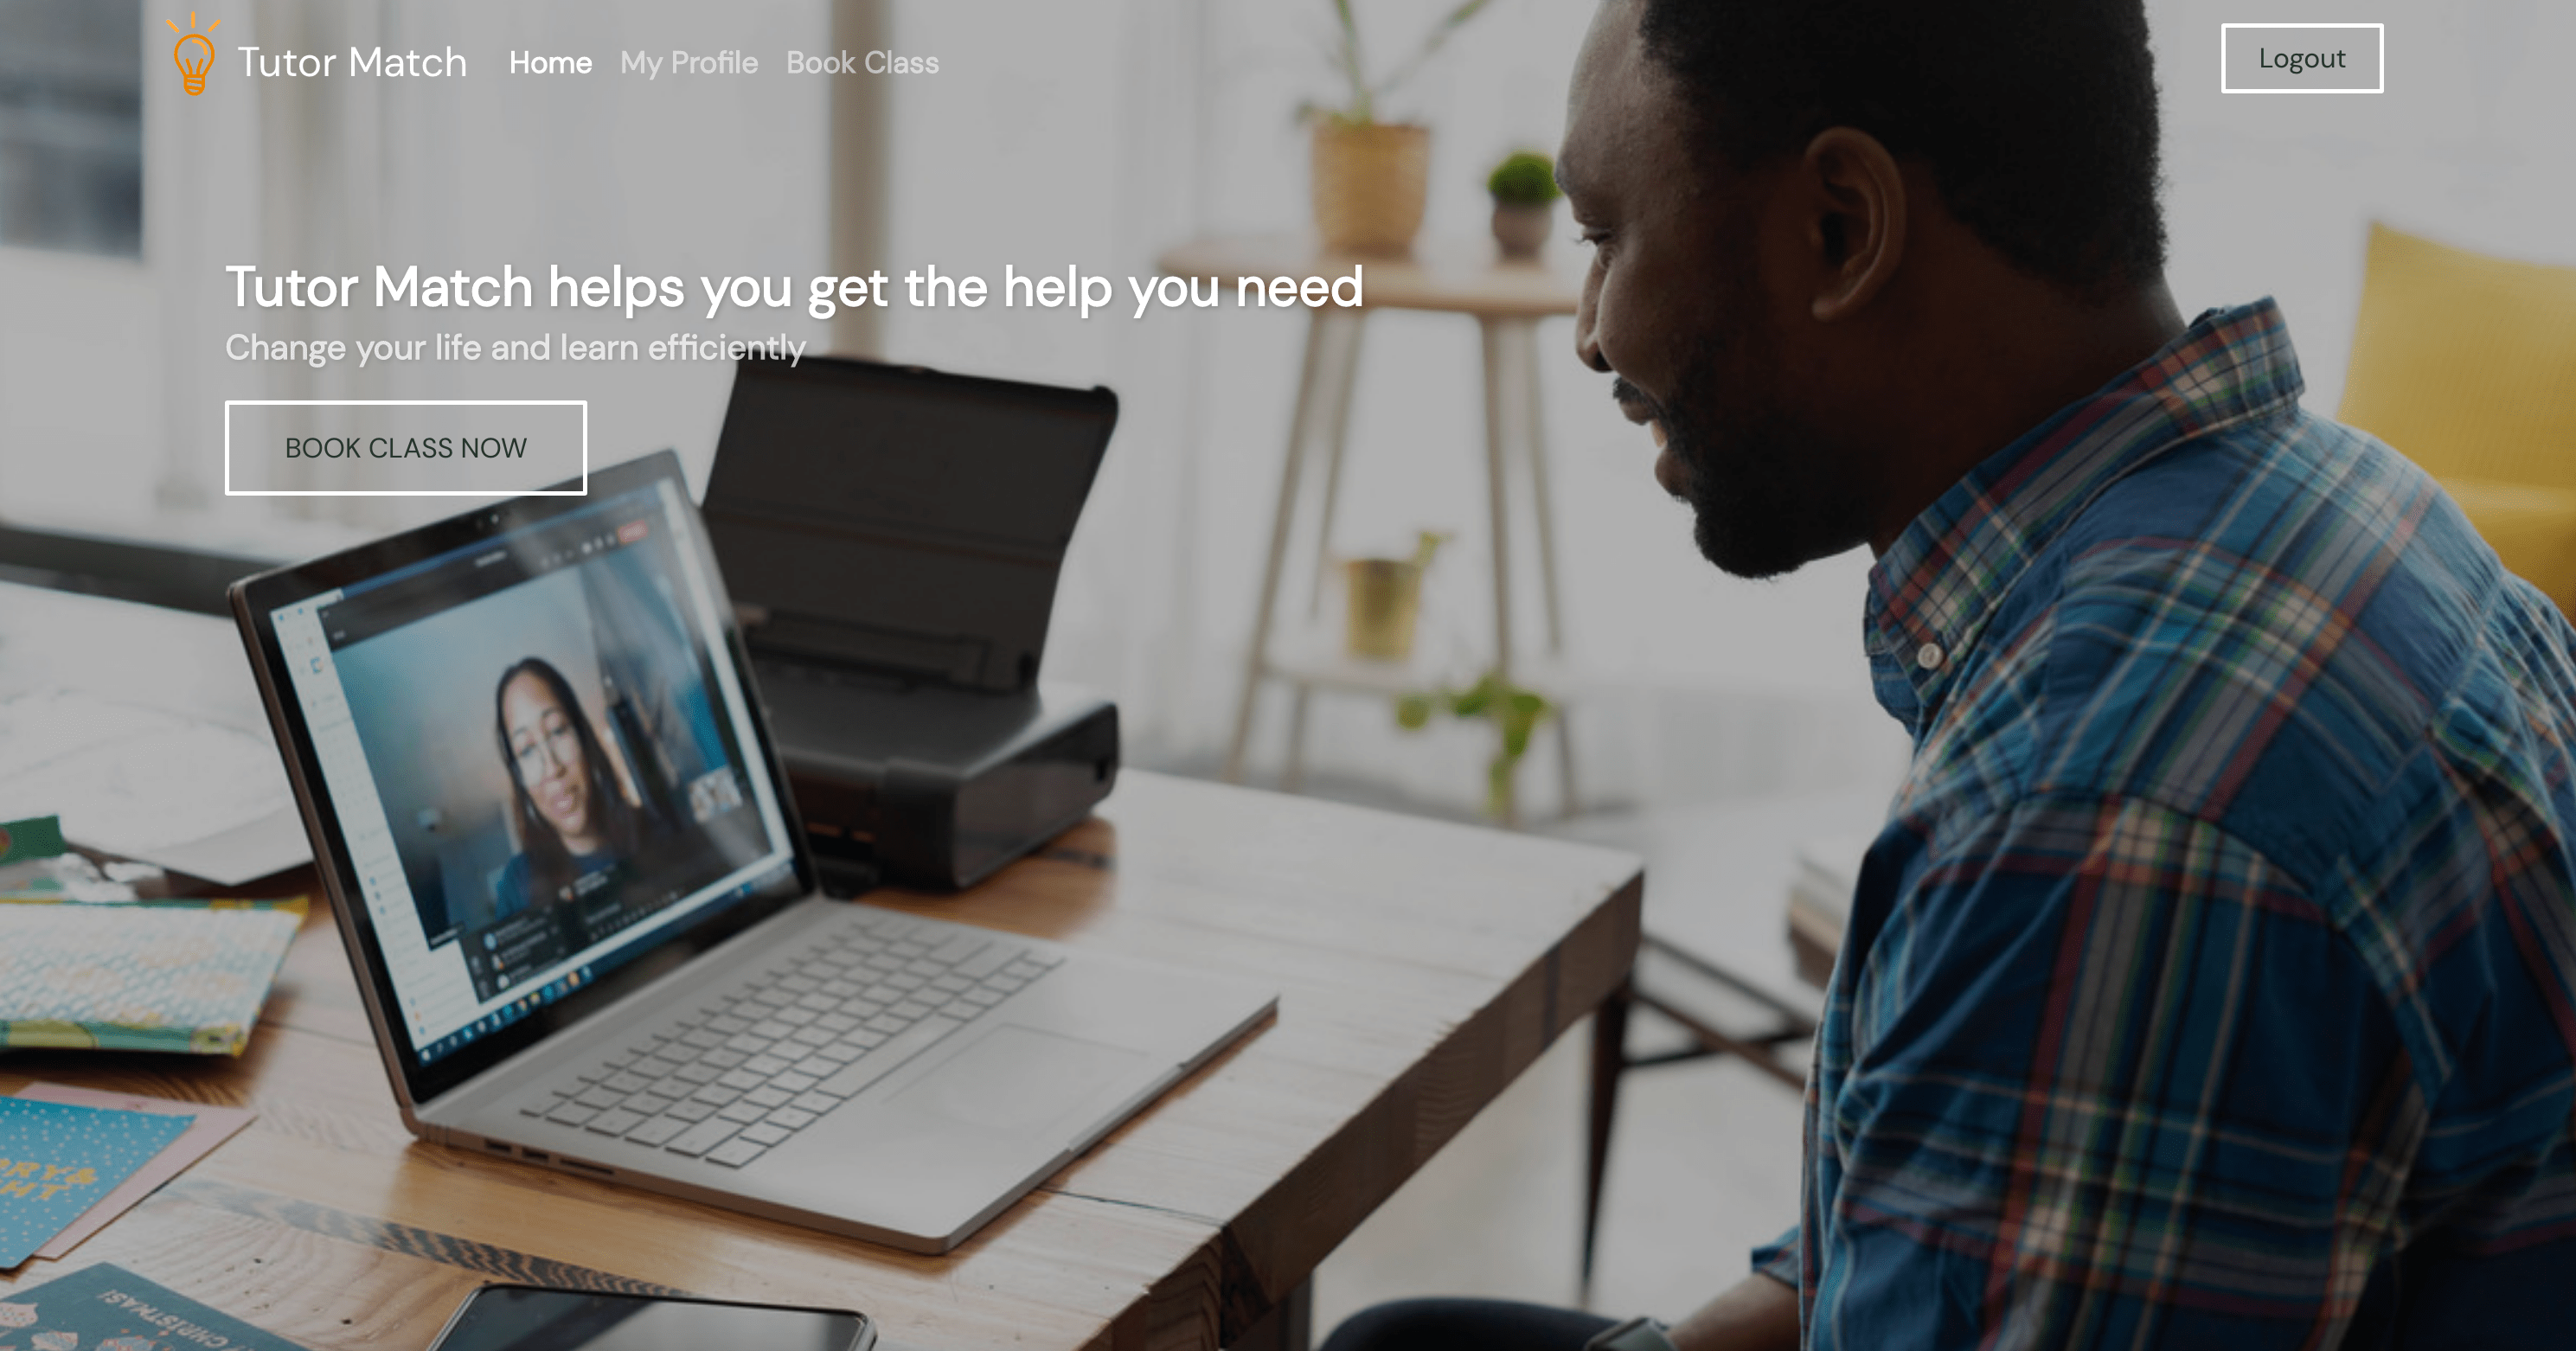 Tutor Match
Home
My Profile
Book Class
Logout
Tutor Match helps you get the help you need
Change your life and learn efficiently
BOOK CLASS NOW
CHRISTMAS!